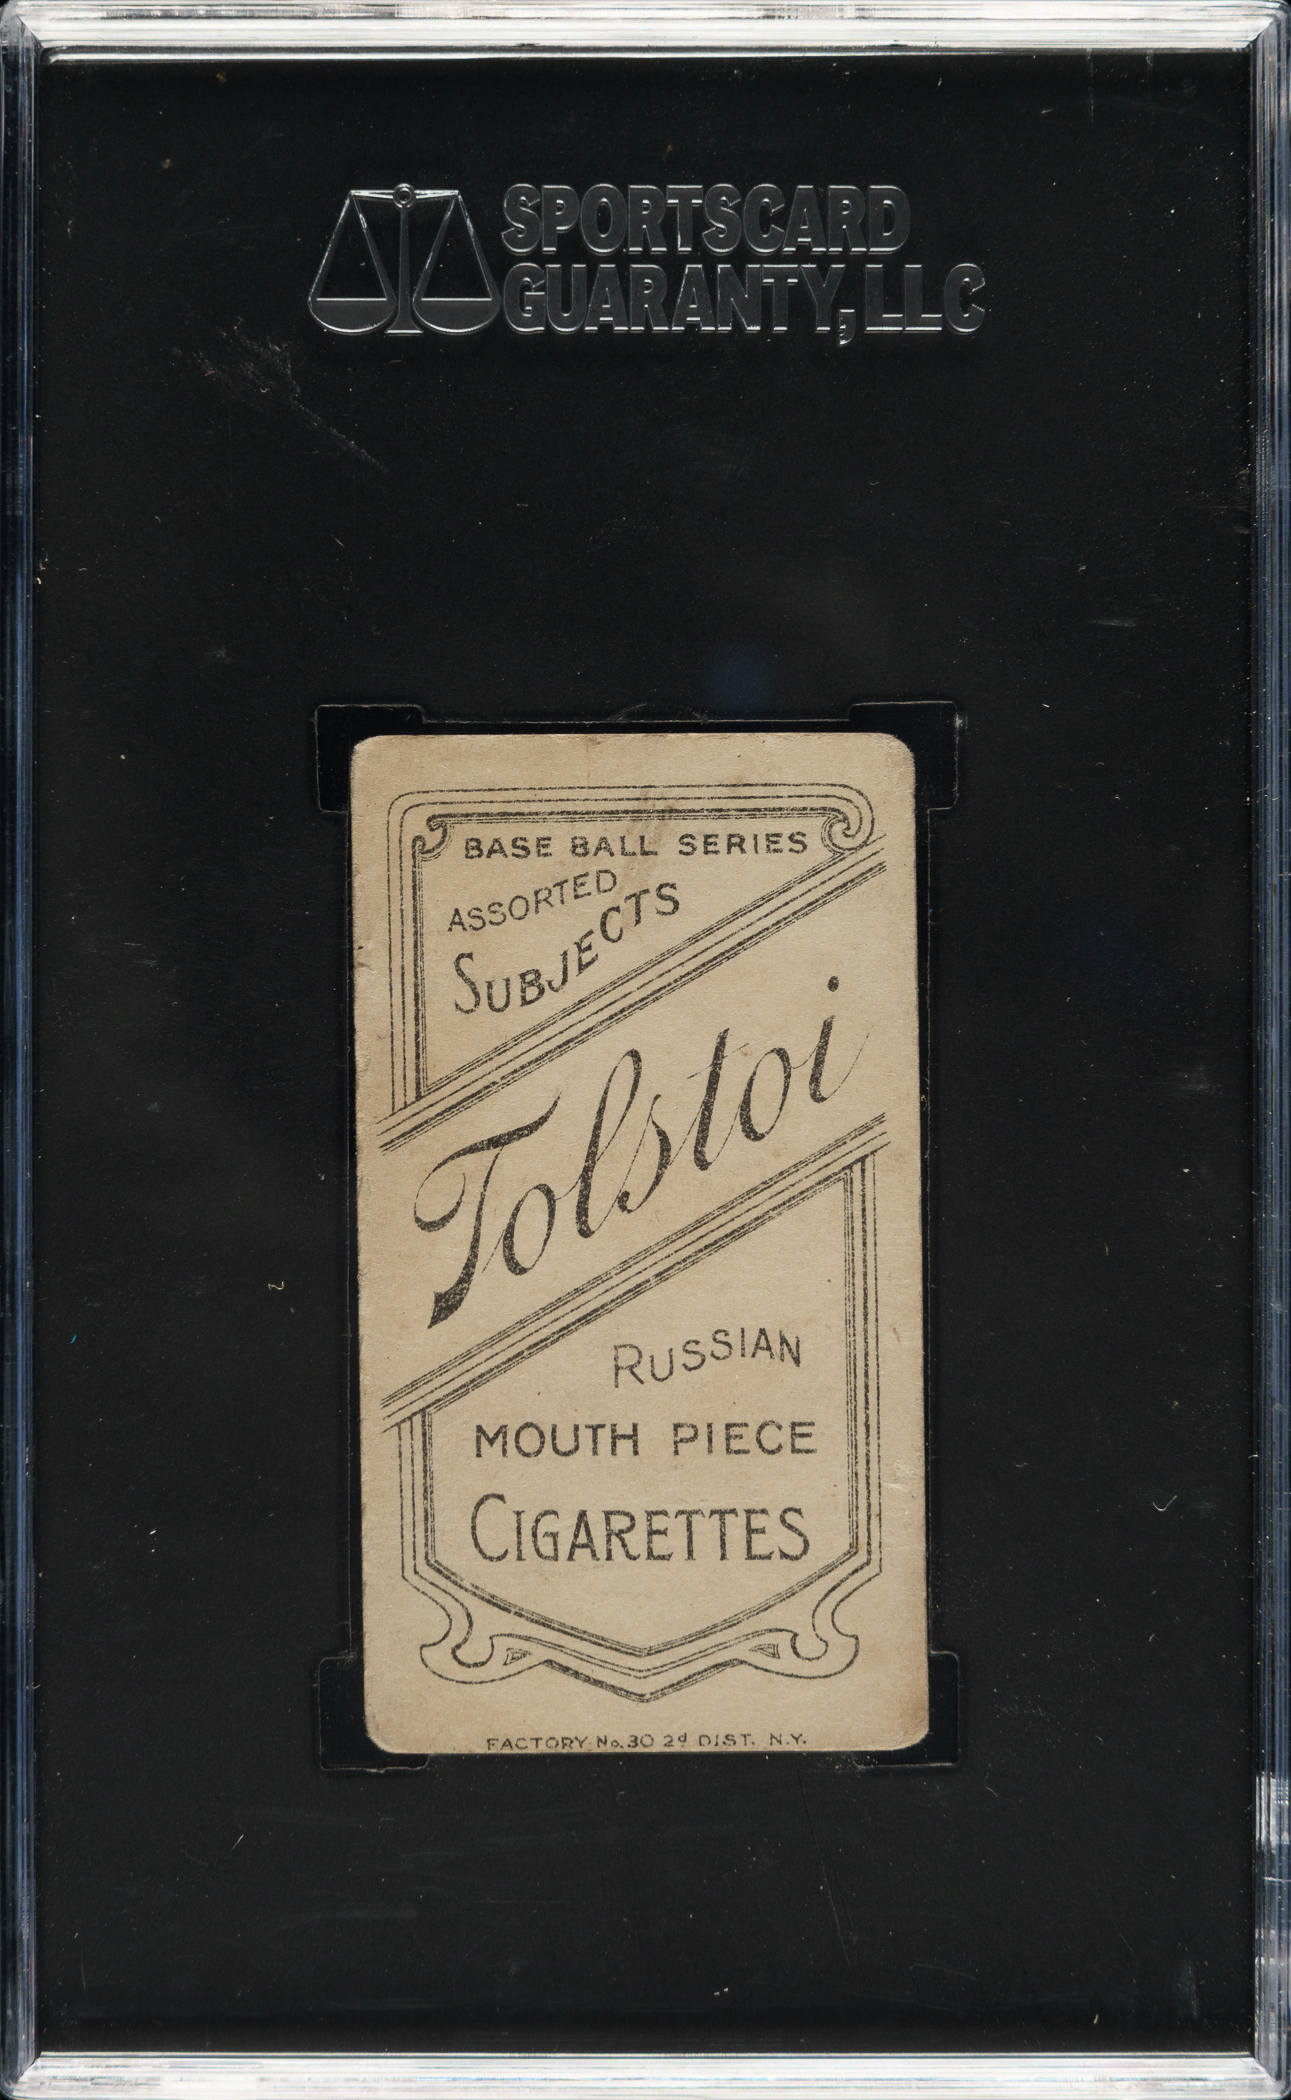 SPORTSCARD
GUARANTY, LLC
BASE BALL SERIES
ASSORTED
SUBJECTS
Tolstoi
RUSSIAN
MOUTH PIECE
CIGARETTES
FACTORY No. 30 2d DIST. N.Y.